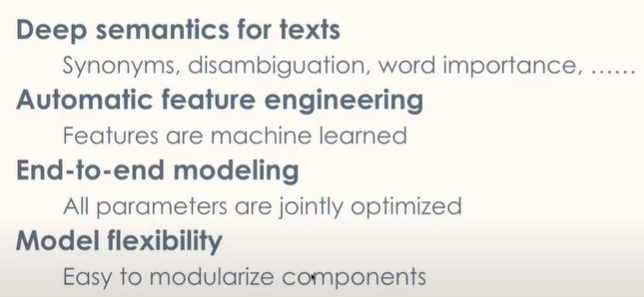 Deep semantics for texts
Synonyms, disambiguation, word importance, ……
Automatic feature engineering
Features are machine learned
End-to-end modeling
All parameters are jointly optimized
Model flexibility
Easy to modularize components